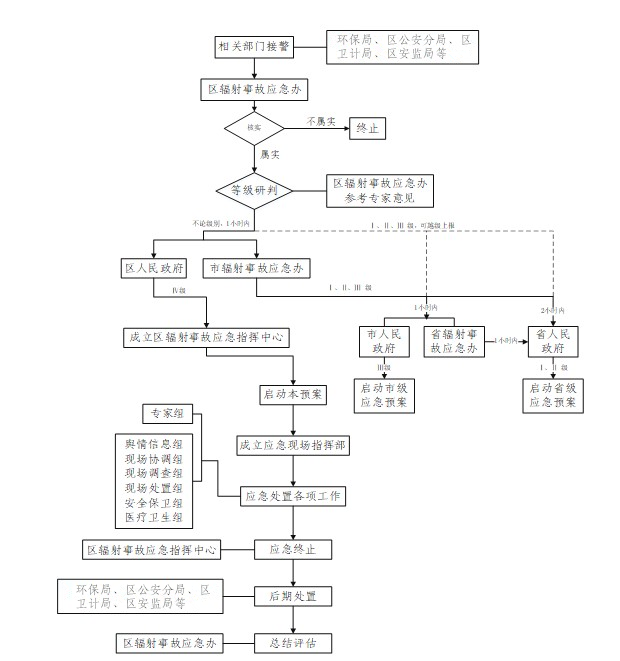 相关部门接警
环保局、区公安分局、区
卫计局、区安监局等
区辐射事故应急办
核实
不属实
终止
属实
等级研判
区辐射事故应急办
参考专家意见
不论级别，1小时内
Ⅰ、Ⅱ、Ⅲ 级，可越级上报
区人民政府
市辐射事故应急办
Ⅳ级
Ⅰ、Ⅱ、Ⅲ 级
1小时内
2小时内
成立区辐射事故应急指挥中心
市人民
政府
省辐射事
故应急办
1小时内
省人民
政府
Ⅲ级
Ⅰ、Ⅱ 级
启动本预案
启动市级
应急预案
启动省级
应急预案
专家组
舆情信息组
现场协调组
现场调查组
现场处置组
安全保卫组
医疗卫生组
成立应急现场指挥部
应急处置各项工作
区辐射事故应急指挥中心
应急终止
环保局、区公安分局、区
卫计局、区安监局等
后期处置
区辐射事故应急办
总结评估